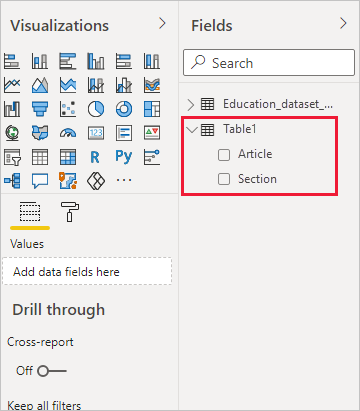 Visualizations
Fields
Search
Education_dataset_...
Table1
Article
Section
123
R Py
Values
Add data fields here
Drill through
Cross-report
Off
Keep all filters